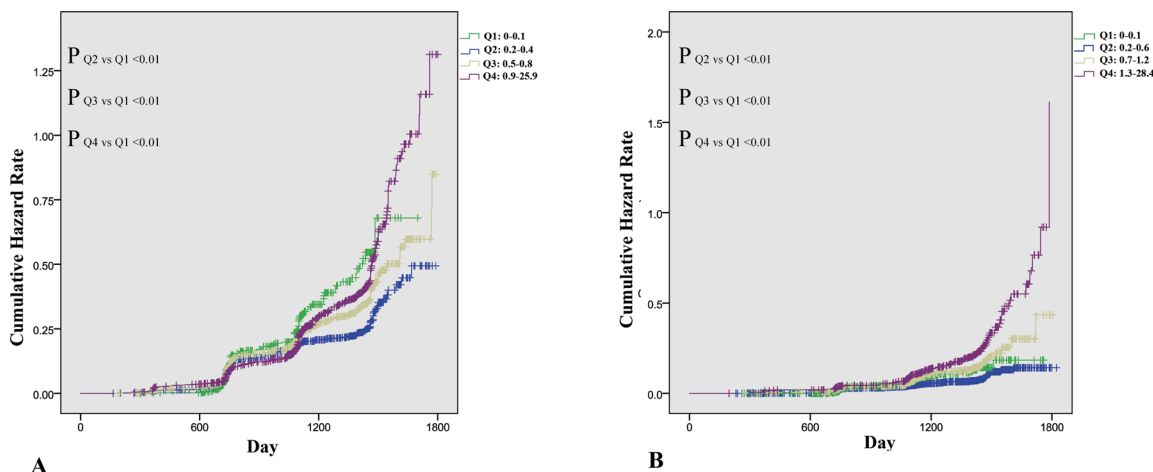 P Q2 vs Q1 <0.01
P Q3 vs Q1 <0.01
P Q4 vs Q1 <0.01
Q1: 0-0.1
Q2: 0.2-0.4
Q3: 0.5-0.8
Q4: 0.9-25.9
Cumulative Hazard Rate
1.25
1.00
0.75
0.50
0.25
0.00
0
600
1200
1800
Day
A
P Q2 vs Q1 <0.01
P Q3 vs Q1 <0.01
P Q4 vs Q1 <0.01
Q1: 0-0.1
Q2: 0.2-0.6
Q3: 0.7-1.2
Q4: 1.3-28.4
Cumulative Hazard Rate
2.0
1.5
1.0
0.5
0.0
0
600
1200
1800
Day
B